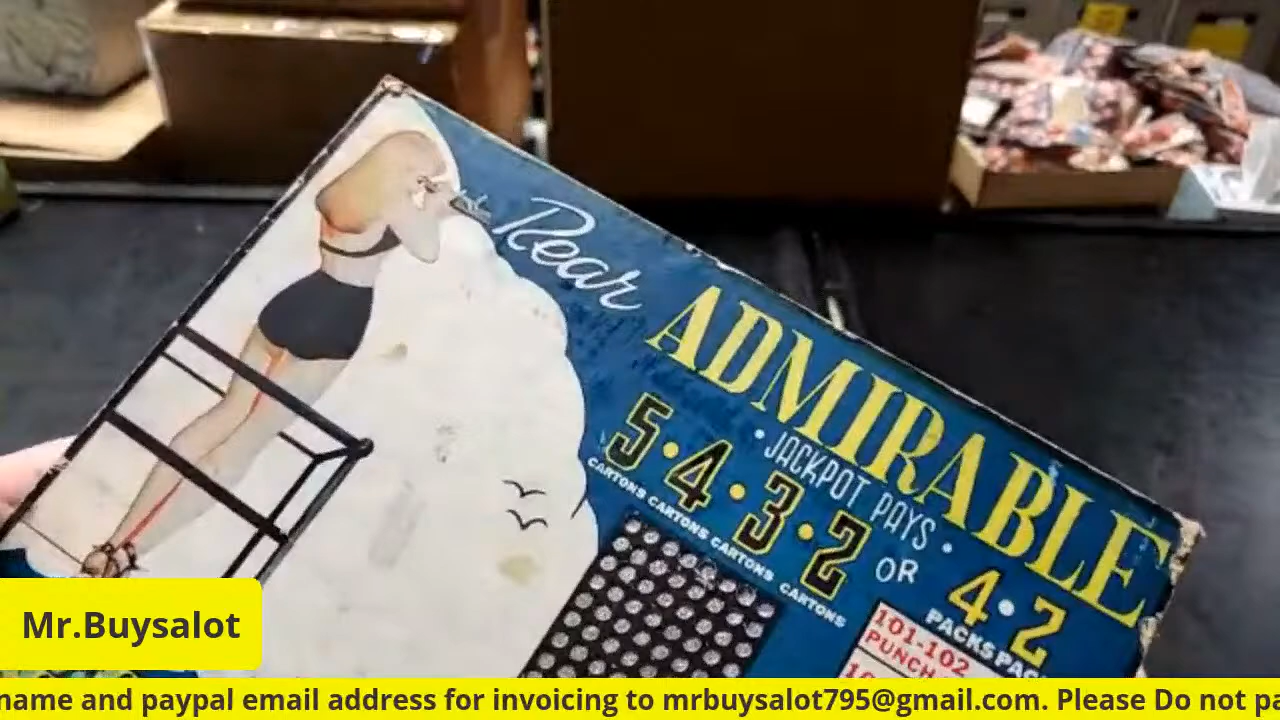 Rear
ADMIRABLE
• JACKPOT PAYS •
5 • 4 • 3 • 2 OR 4 • 2
CARTONS CARTONS CARTONS CARTONS
PACKS PAC
101-102
PUNCH
Mr.Buysalot
name and paypal email address for invoicing to mrbuysalot795@gmail.com. Please Do not pa